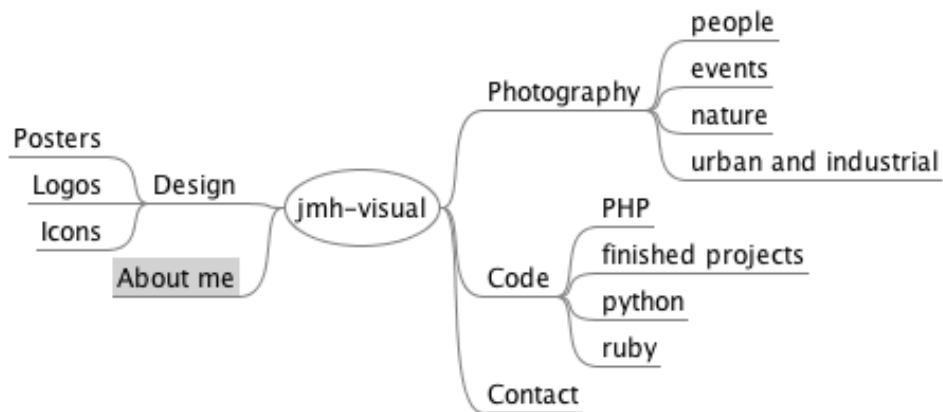 people
events
Photography
nature
Posters
urban and industrial
Logos
Design
jmh-visual
PHP
Icons
finished projects
About me
Code
python
ruby
Contact